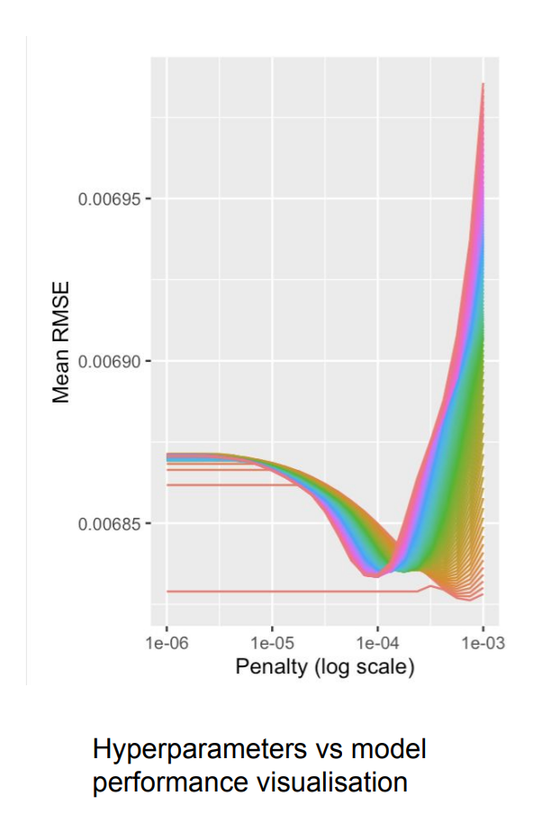 0.00695
0.00690
0.00685
Mean RMSE
1e-06 1e-05 1e-04 1e-03
Penalty (log scale)
Hyperparameters vs model
performance visualisation